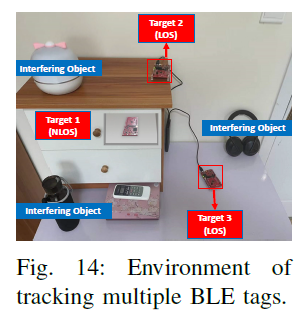 Target 2
(LOS)
Interfering Object
Target 1
(NLOS)
Interfering Object
Interfering Object
Target 3
(LOS)
Fig. 14: Environment of
tracking multiple BLE tags.